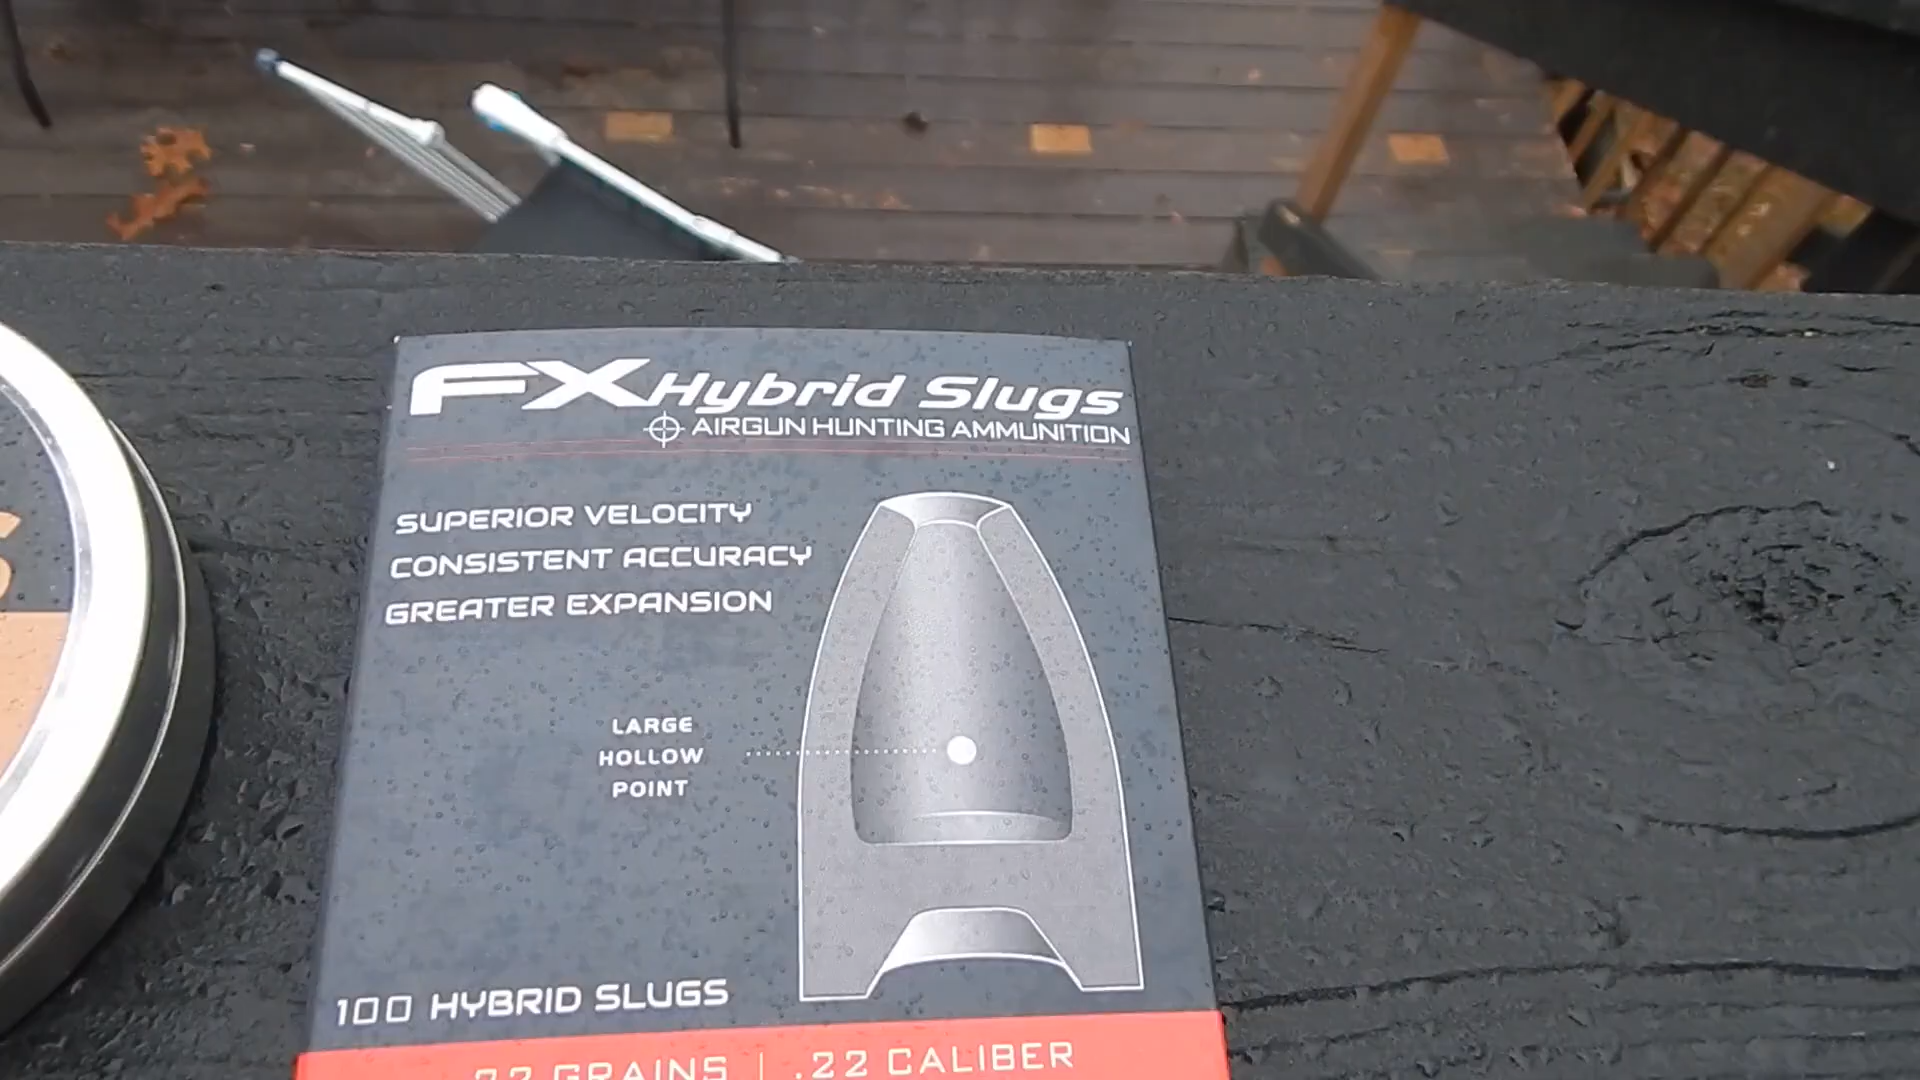 FX Hybrid Slugs
AIRGUN HUNTING AMMUNITION
SUPERIOR VELOCITY
CONSISTENT ACCURACY
GREATER EXPANSION
LARGE
HOLLOW
POINT
100 HYBRID SLUGS
GRAINS | .22 CALIBER